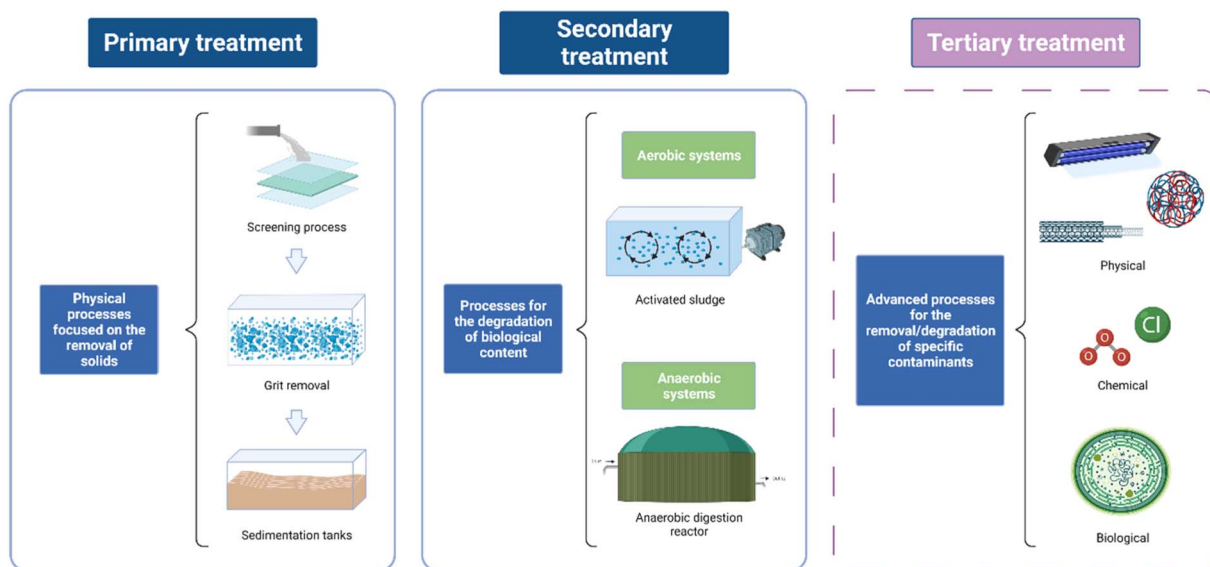 Primary treatment
Physical
processes
focused on the
removal of
solids
Screening process
Grit removal
Sedimentation tanks
Secondary
treatment
Processes for
the degradation
of biological
content
Aerobic systems
Activated sludge
Anaerobic
systems
Anaerobic digestion
reactor
Tertiary treatment
Advanced processes
for the
removal/degradation
of specific
contaminants
Physical
O
O
O
Cl
Chemical
Biological